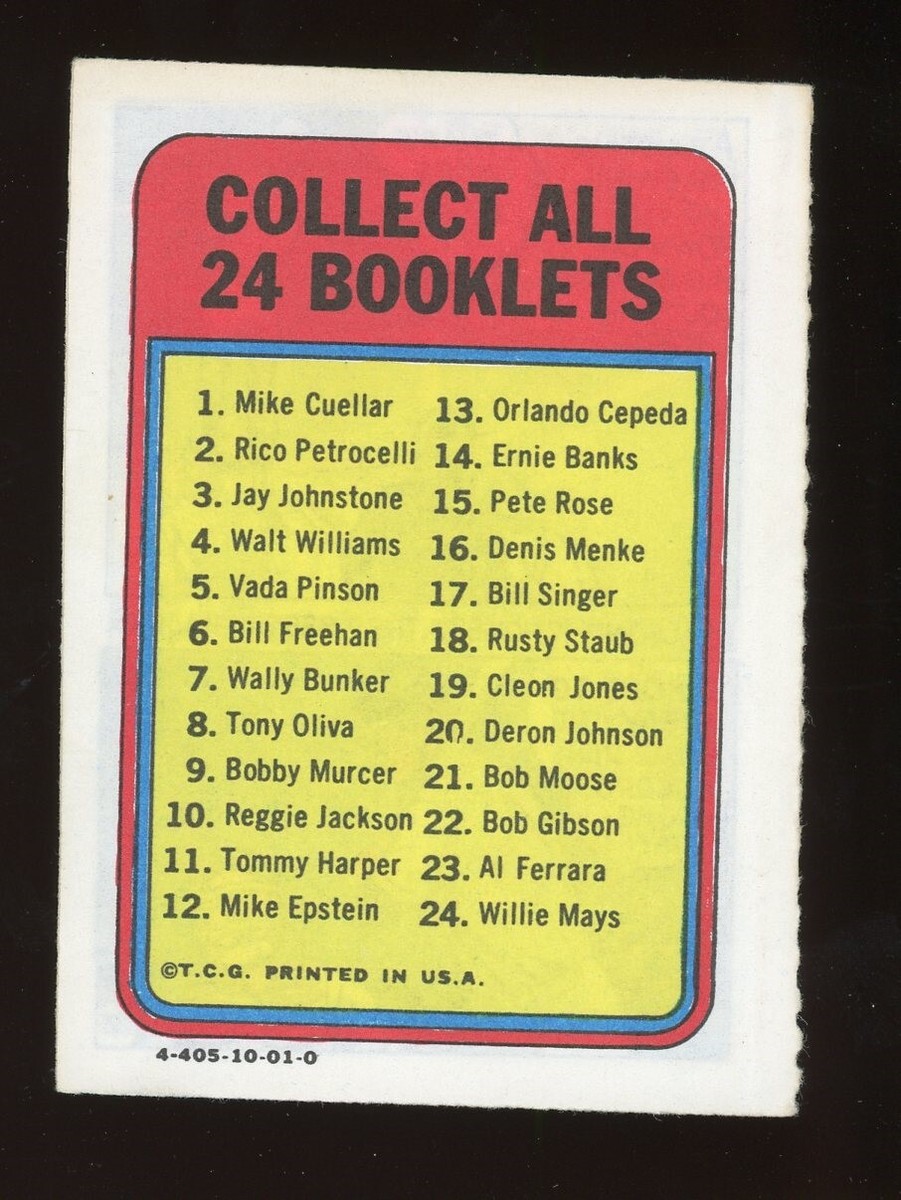 COLLECT ALL
24 BOOKLETS
1. Mike Cuellar
2. Rico Petrocelli
3. Jay Johnstone
4. Walt Williams
5. Vada Pinson
6. Bill Freehan
7. Wally Bunker
8. Tony Oliva
9. Bobby Murcer
10. Reggie Jackson
11. Tommy Harper
12. Mike Epstein
13. Orlando Cepeda
14. Ernie Banks
15. Pete Rose
16. Denis Menke
17. Bill Singer
18. Rusty Staub
19. Cleon Jones
20. Deron Johnson
21. Bob Moose
22. Bob Gibson
23. Al Ferrara
24. Willie Mays
©T.C.G. PRINTED IN U.S.A.
4-405-10-01-0